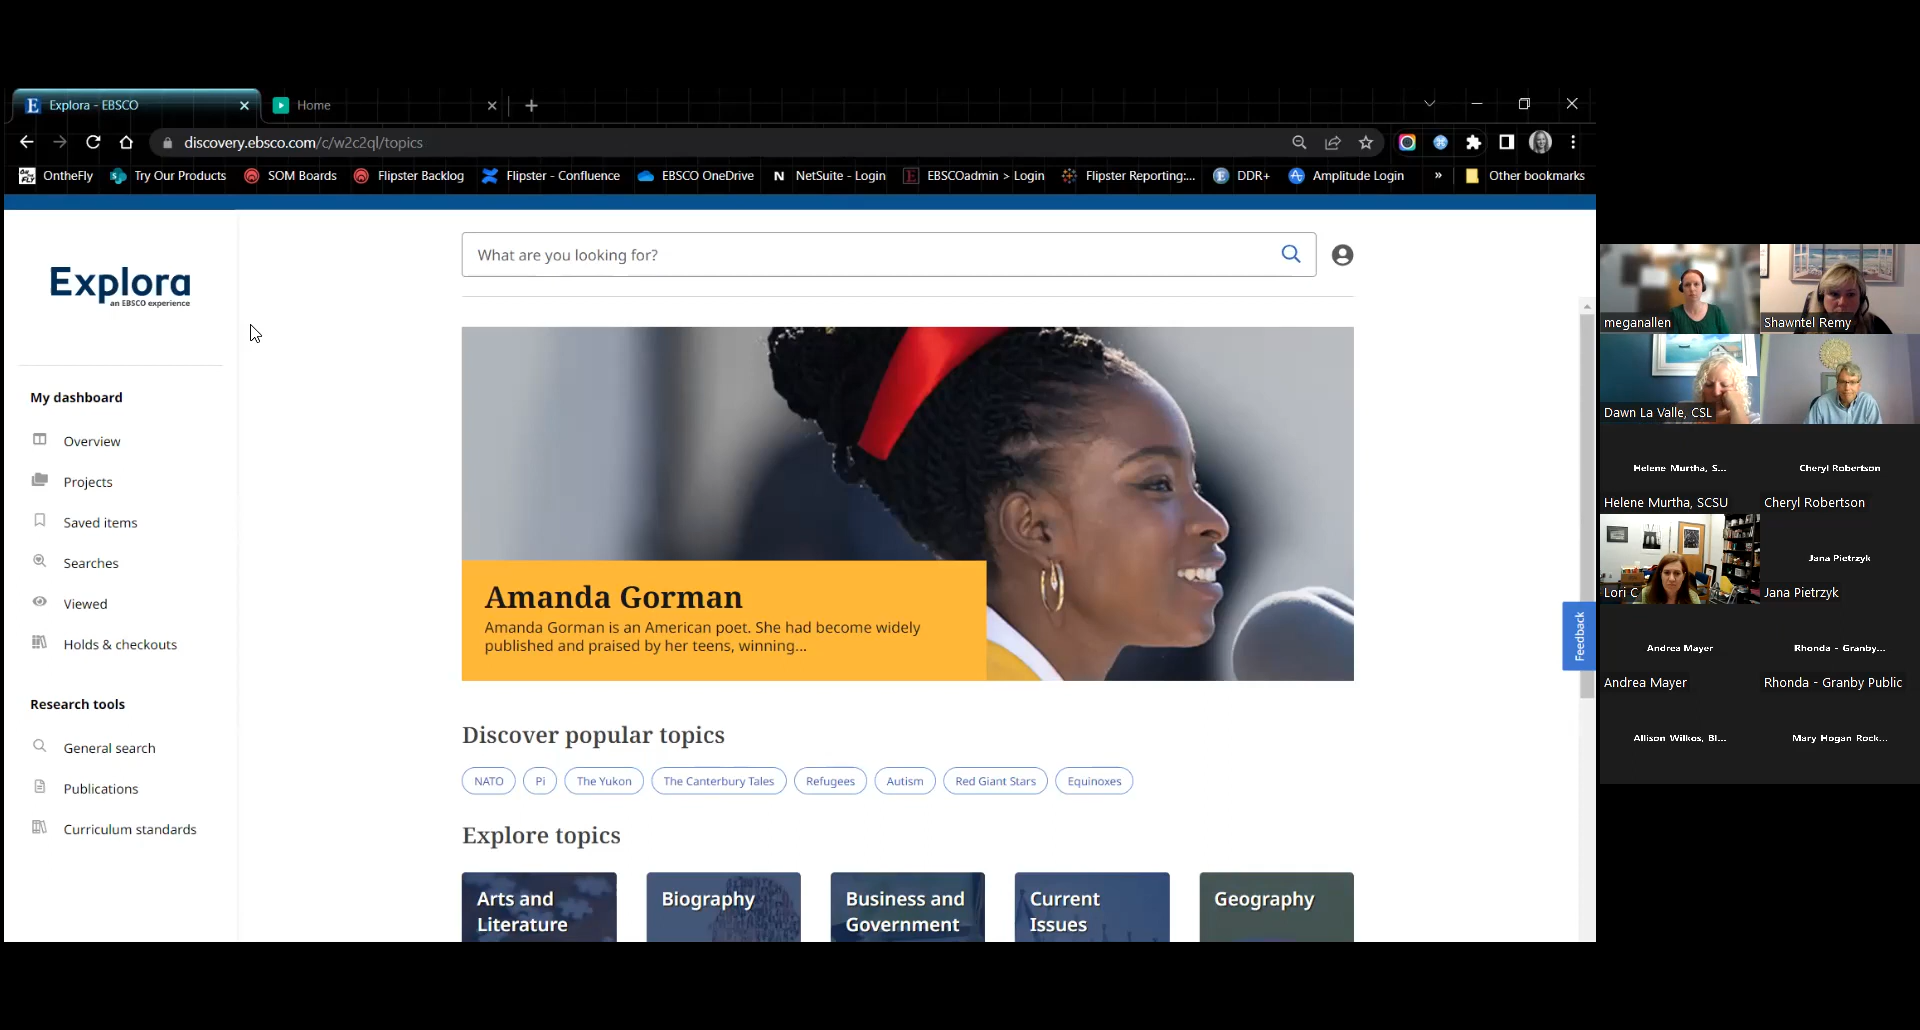 Explora - EBSCO
Home
discovery.ebsco.com/c/w2c2ql/topics
OntheFly
Try Our Products
SOM Boards
Flipster Backlog
Flipster - Confluence
EBSCO OneDrive
NetSuite - Login
EBSCOadmin > Login
Flipster Reporting:...
DDR+
Amplitude Login
»
Other bookmarks
Explora
an EBSCO experience
What are you looking for?
My dashboard
Overview
Projects
Saved items
Searches
Viewed
Holds & checkouts
Research tools
General search
Publications
Curriculum standards
Amanda Gorman
Amanda Gorman is an American poet. She had become widely
published and praised by her teens, winning...
Feedback
Discover popular topics
NATO
Pi
The Yukon
The Canterbury Tales
Refugees
Autism
Red Giant Stars
Equinoxes
Explore topics
Arts and
Literature
Biography
Business and
Government
Current
Issues
Geography
meganallen
Shawntel Remy
Dawn La Valle, CSL
Helene Murtha, S...
Cheryl Robertson
Helene Murtha, SCSU
Cheryl Robertson
Jana Pietrzyk
Lori C
Jana Pietrzyk
Andrea Mayer
Rhonda - Granby...
Andrea Mayer
Rhonda - Granby Public
Allison Wilkos, Bl...
Mary Hogan Rock...